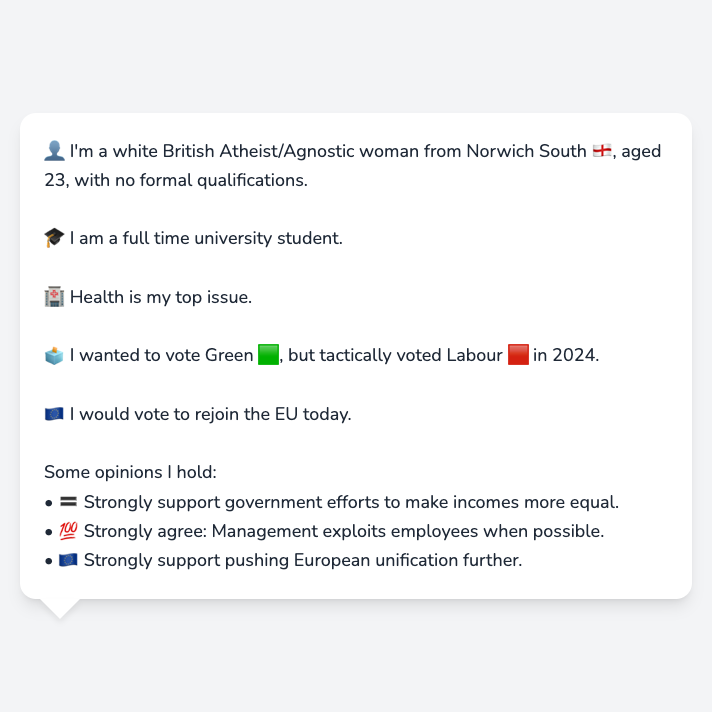 👤 I'm a white British Atheist/Agnostic woman from Norwich South 🏴󠁧󠁢󠁥󠁮󠁧󠁿, aged
23, with no formal qualifications.
🎓 I am a full time university student.
🏥 Health is my top issue.
🗳️ I wanted to vote Green 🟩, but tactically voted Labour 🟥 in 2024.
🇪🇺 I would vote to rejoin the EU today.
Some opinions I hold:
• 🟰 Strongly support government efforts to make incomes more equal.
• 💯 Strongly agree: Management exploits employees when possible.
• 🇪🇺 Strongly support pushing European unification further.